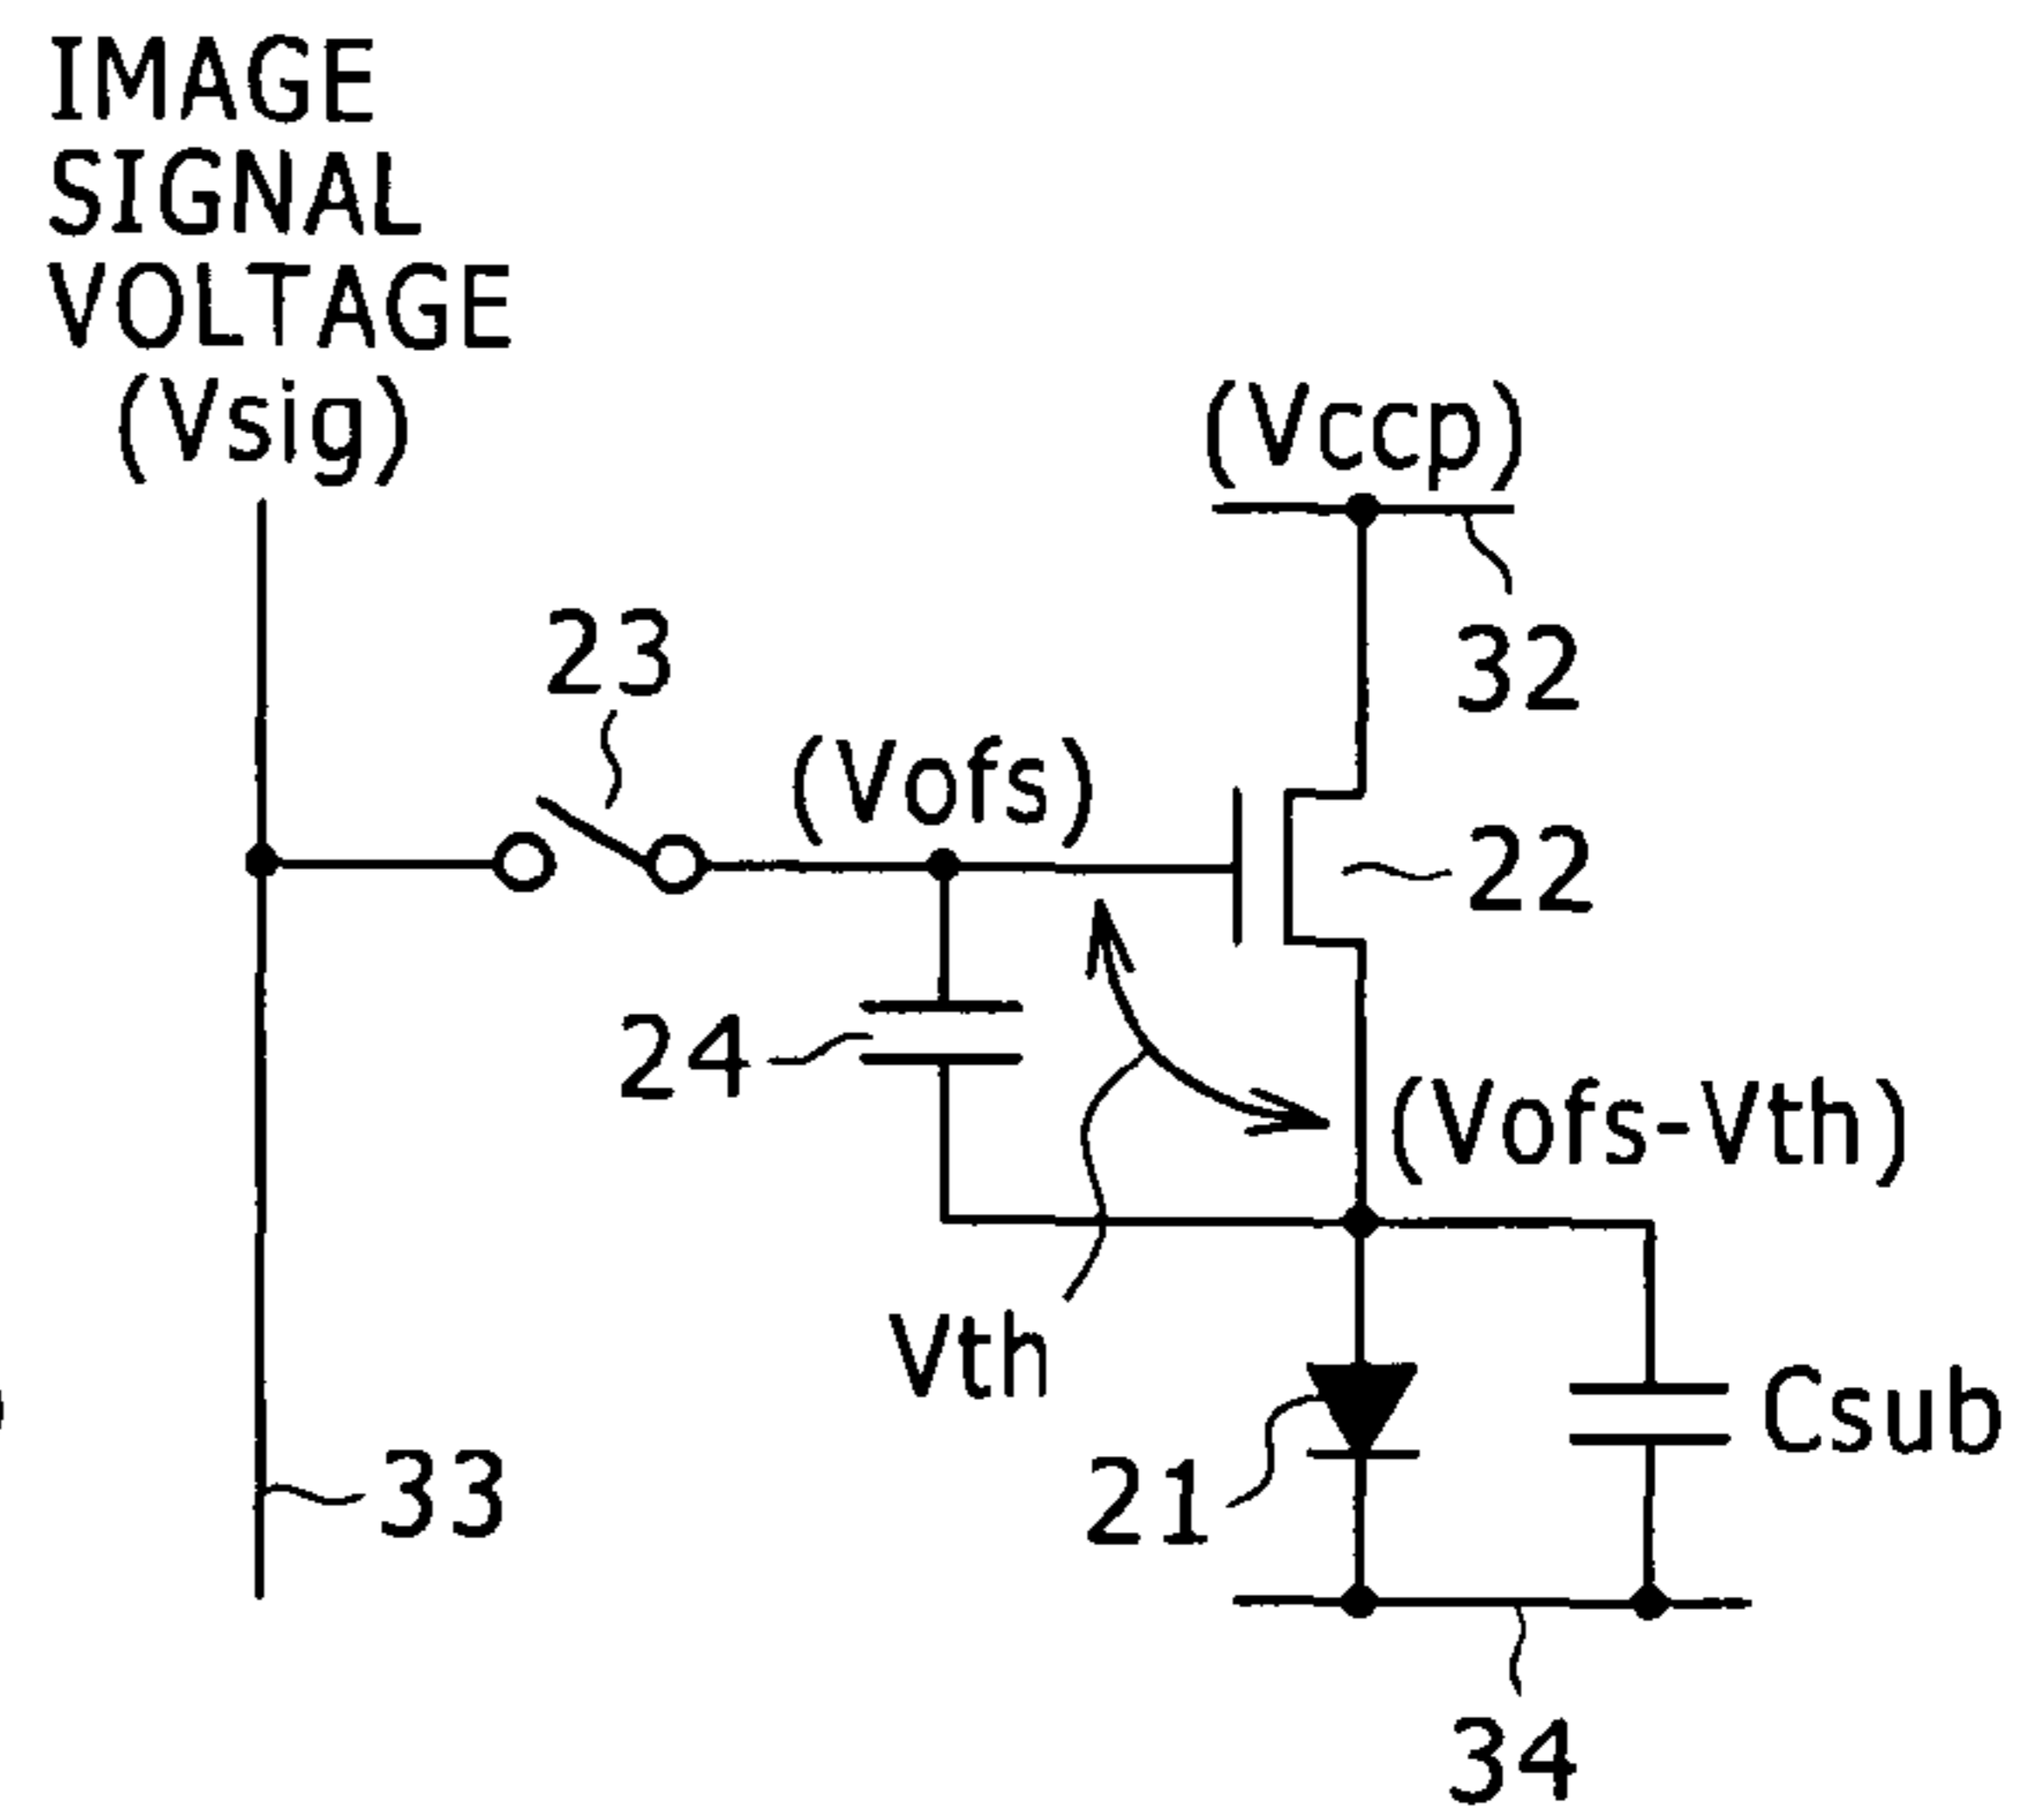 IMAGE
SIGNAL
VOLTAGE
(Vsig)
(Vccp)
32
23
(Vofs)
22
24
(Vofs-Vth)
Vth
Csub
21
33
34